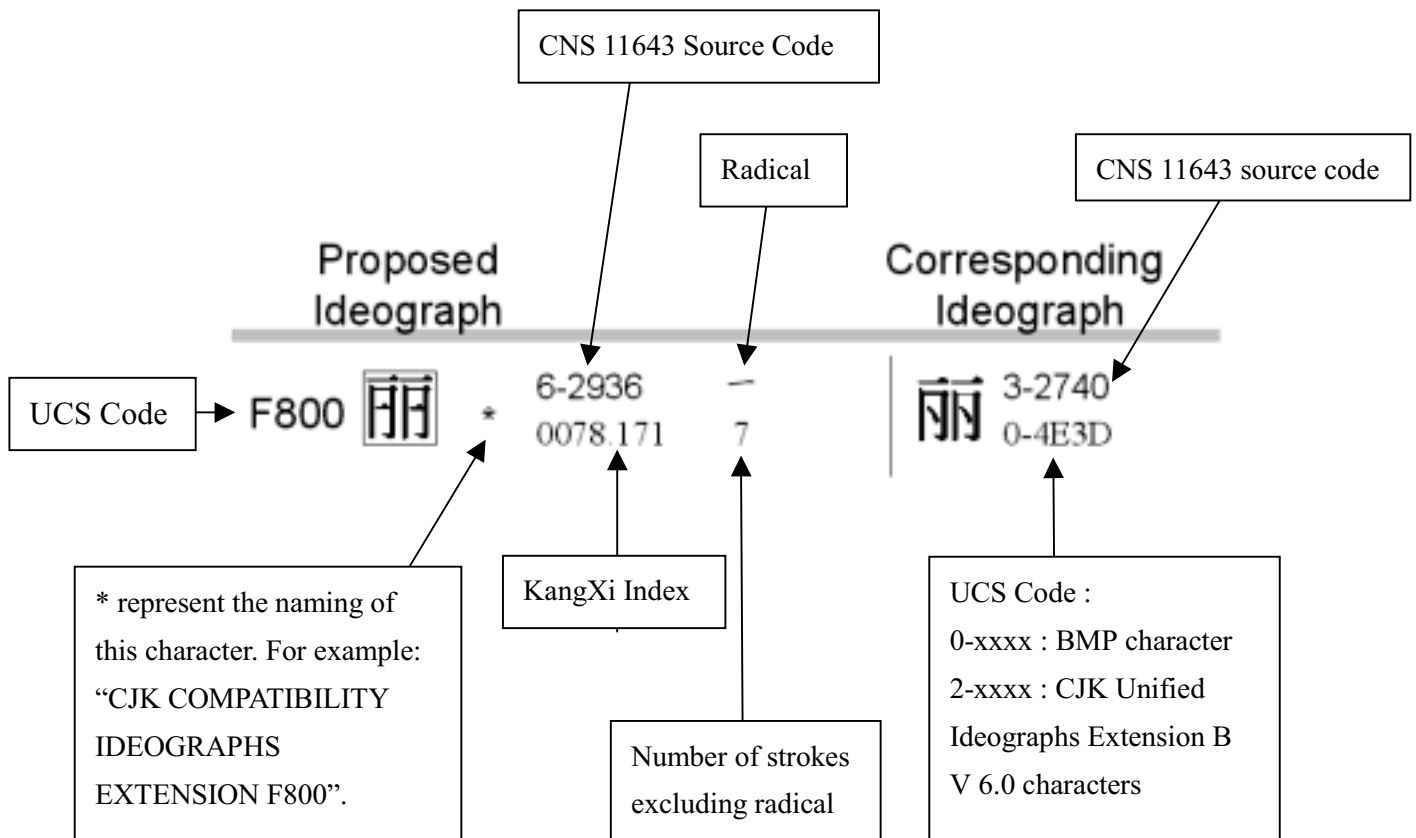 CNS 11643 Source Code
Radical
CNS 11643 source code
Proposed
Ideograph
Corresponding
Ideograph
UCS Code
F800 丽 * 6-2936 一
0078.171 7
丽 3-2740
0-4E3D
* represent the naming of
this character. For example:
“CJK COMPATIBILITY
IDEOGRAPHS
EXTENSION F800”.
KangXi Index
Number of strokes
excluding radical
UCS Code :
0-xxxx : BMP character
2-xxxx : CJK Unified
Ideographs Extension B
V 6.0 characters